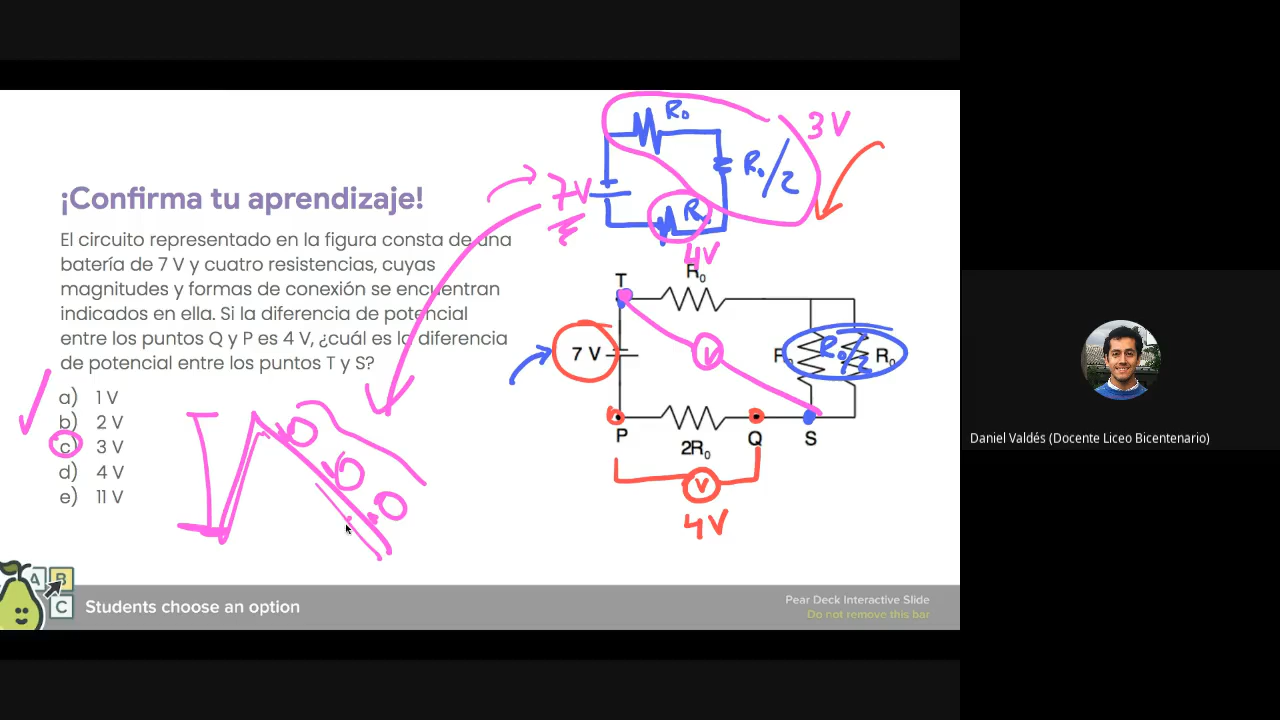 ¡Confirma tu aprendizaje!
El circuito representado en la figura consta de una
batería de 7 V y cuatro resistencias, cuyas
magnitudes y formas de conexión se encuentran
indicados en ella. Si la diferencia de potencial
entre los puntos Q y P es 4 V, ¿cuál es la diferencia
de potencial entre los puntos T y S?
a) 1 V
b) 2 V
c) 3 V
d) 4 V
e) 11 V
R₀
3 V
R₀/2
7V
4V
T
R₀
V
7 V
R₀/2
R₀
P
2R₀
Q
S
V
4V
A
B
C
Students choose an option
Pear Deck Interactive Slide
Do not remove this bar
Daniel Valdés (Docente Liceo Bicentenario)